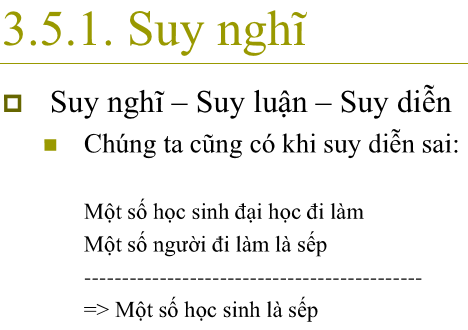 3.5.1. Suy nghĩ
Suy nghĩ – Suy luận – Suy diễn
Chúng ta cũng có khi suy diễn sai:
Một số học sinh đại học đi làm
Một số người đi làm là sếp
---------------------------------------------
=> Một số học sinh là sếp